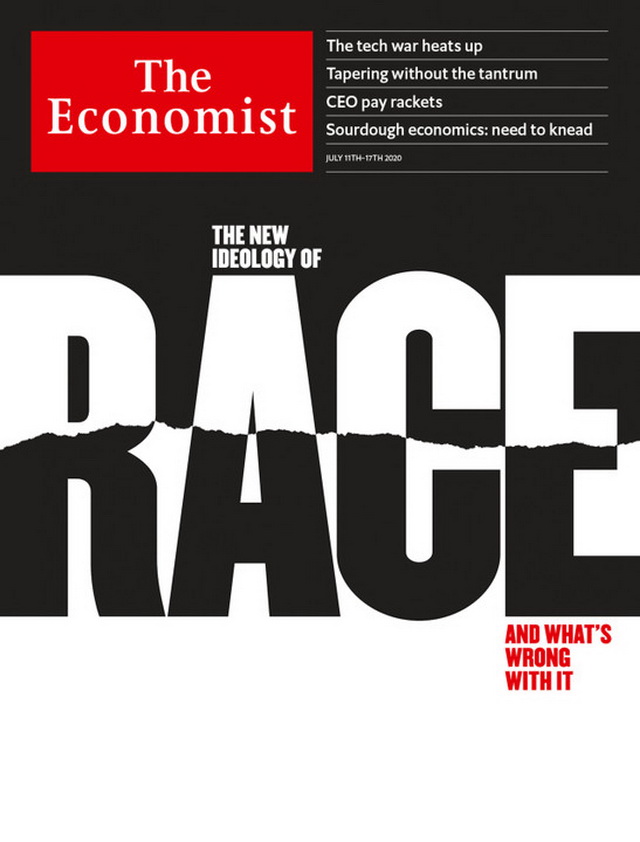 The
Economist
The tech war heats up
Tapering without the tantrum
CEO pay rackets
Sourdough economics: need to knead
JULY 11TH–17TH 2020
THE NEW
IDEOLOGY OF
RACE
AND WHAT'S
WRONG
WITH IT